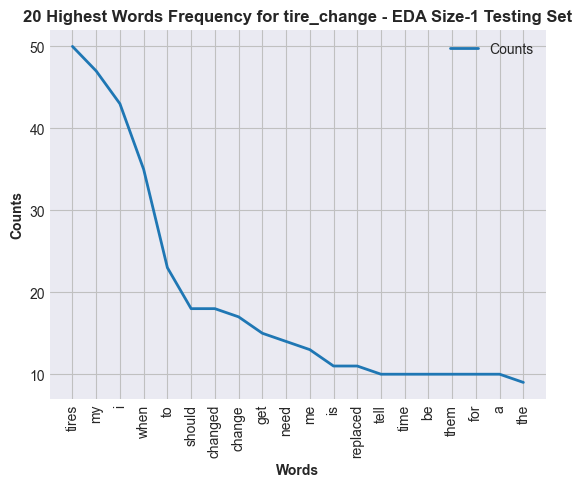 20 Highest Words Frequency for tire_change - EDA Size-1 Testing Set
Counts
50
40
30
20
10
Counts
tires
my
i
when
to
should
changed
change
get
need
me
is
replaced
tell
time
be
them
for
a
the
Words